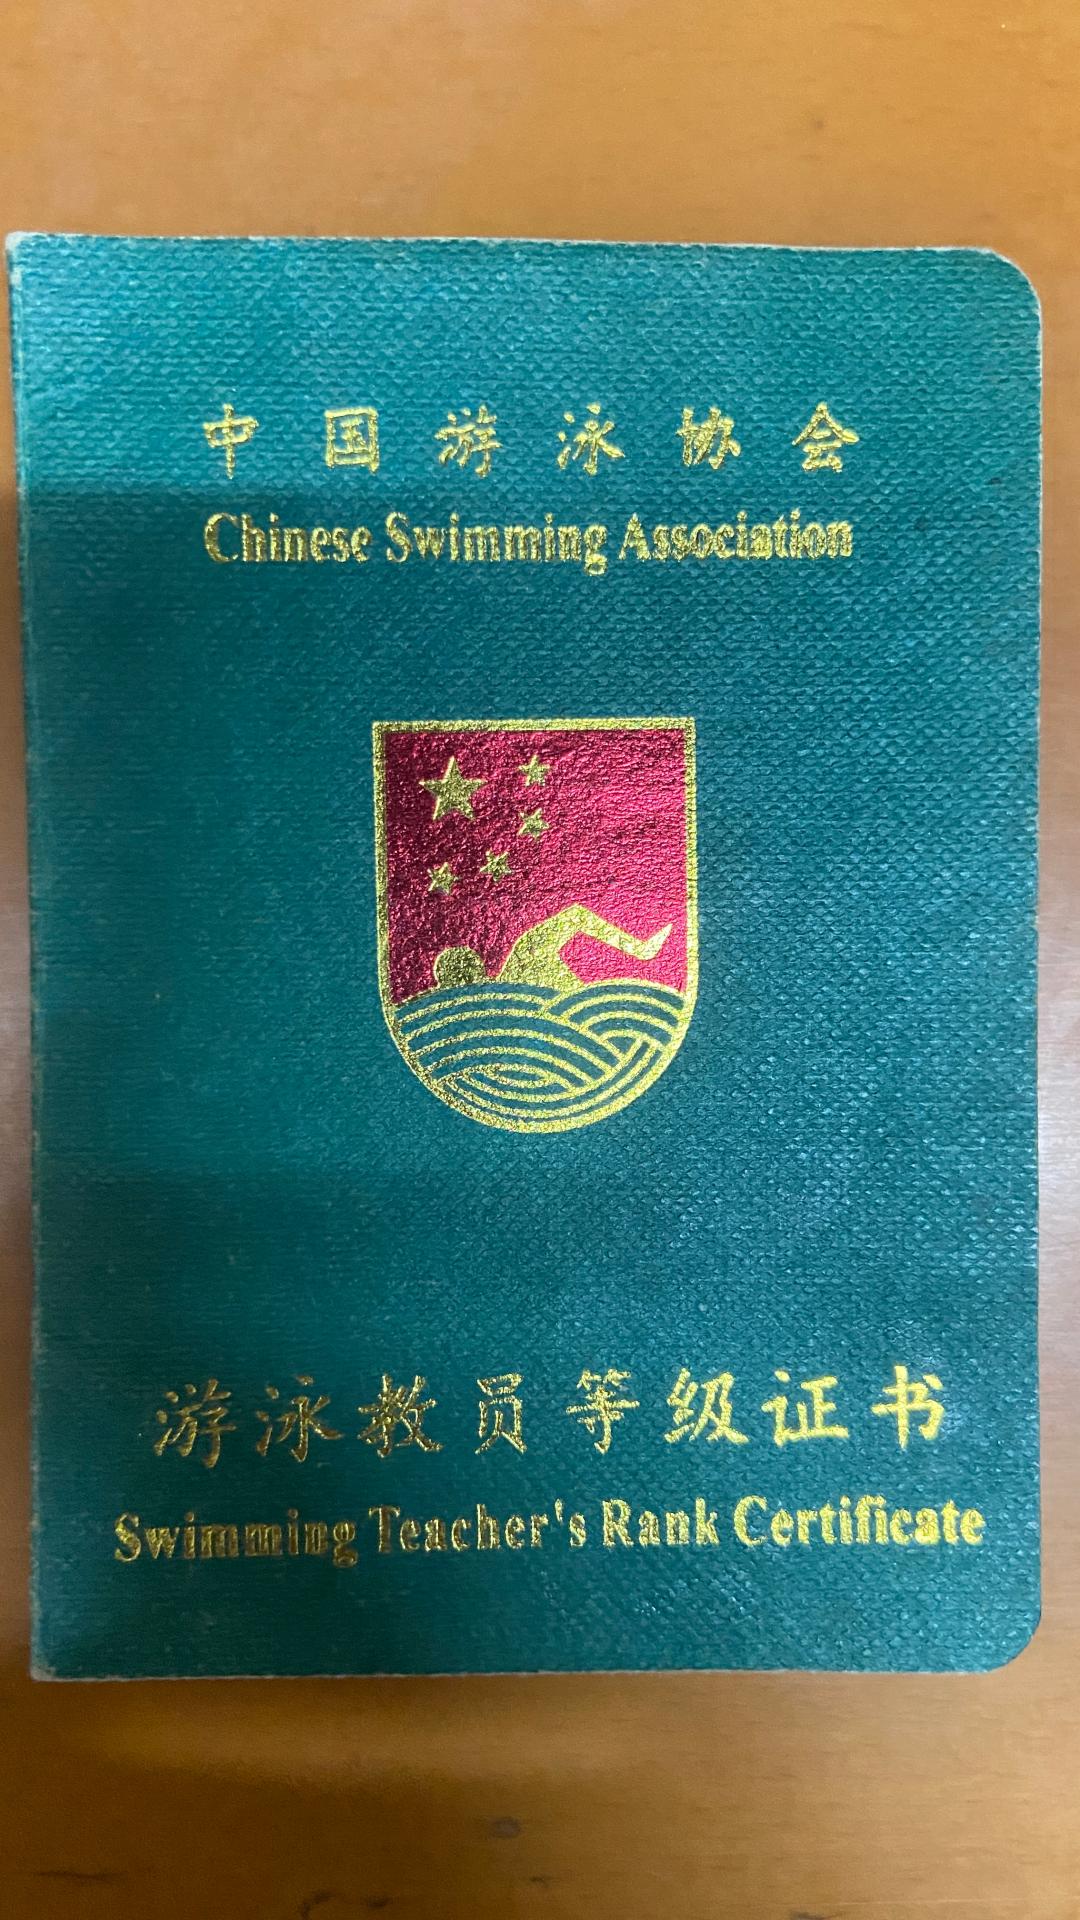 中国游泳协会
Chinese Swimming Association
游泳教员等级证书
Swimming Teacher's Rank Certificate